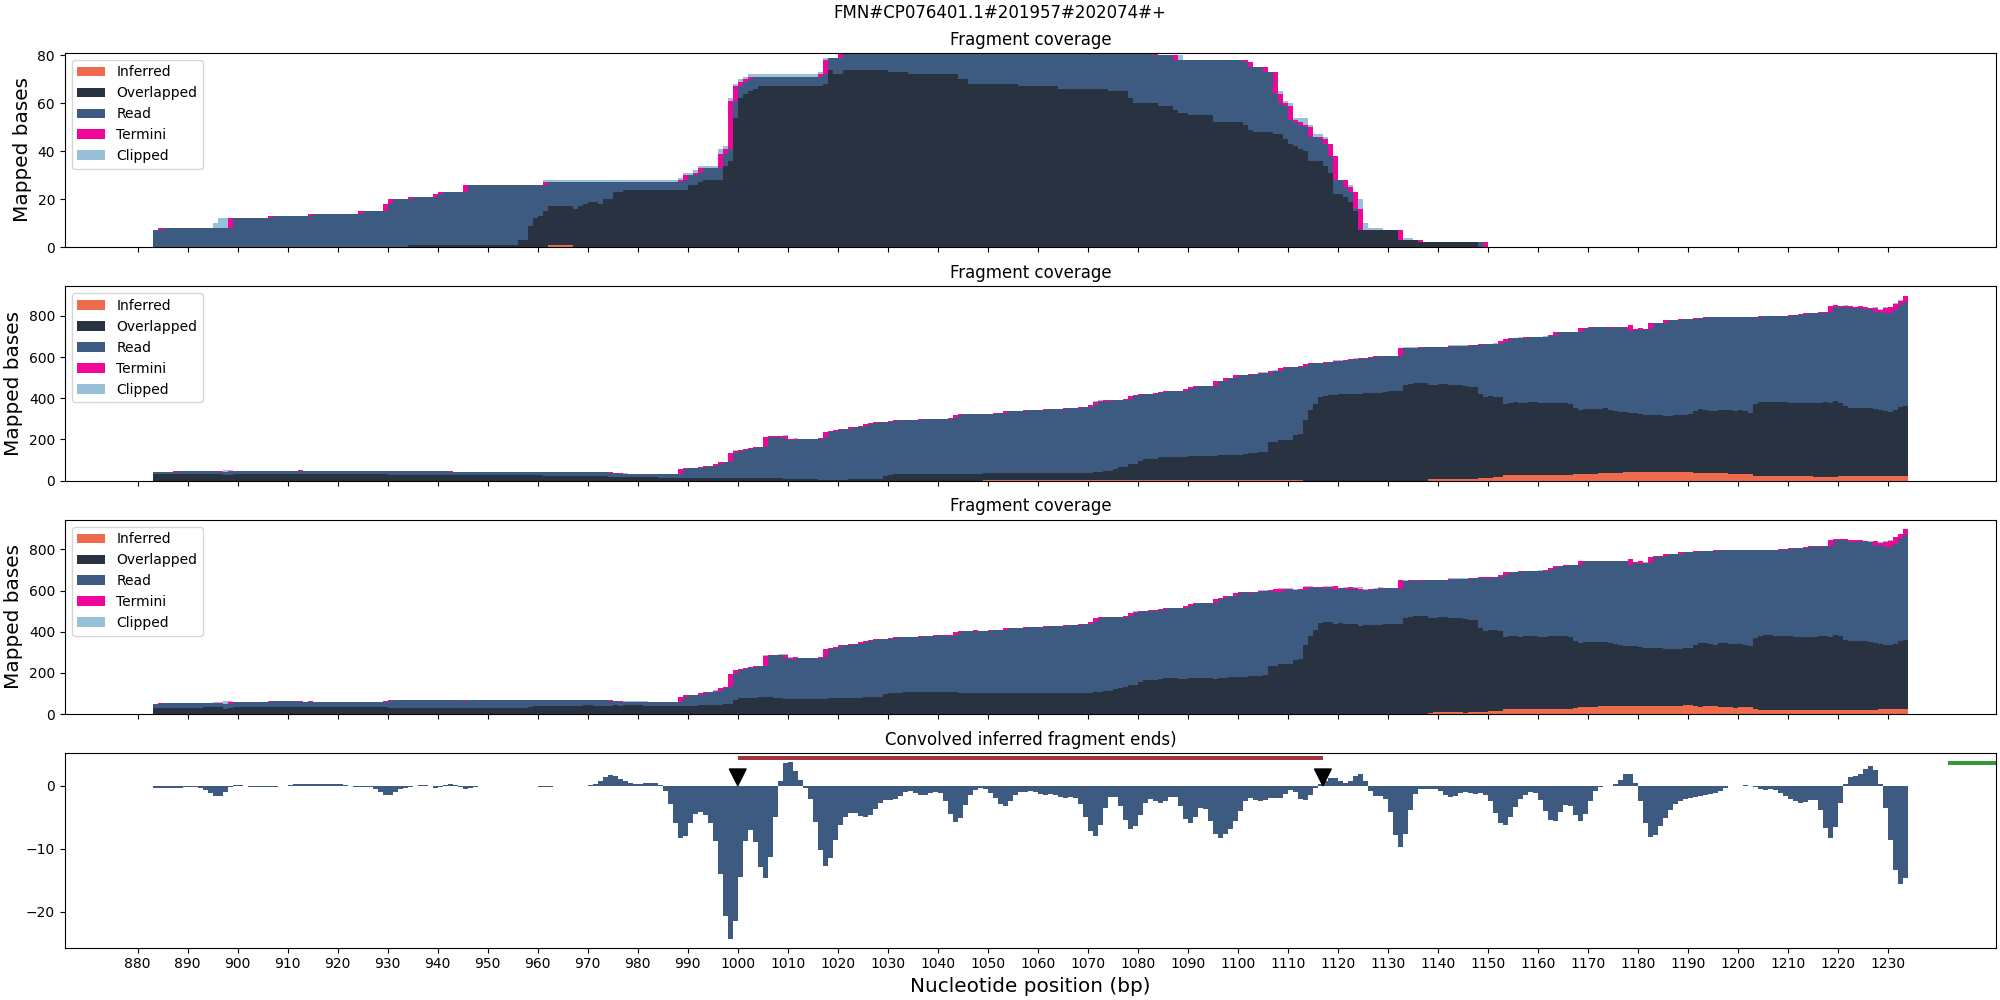 FMN#CP076401.1#201957#202074#+
Fragment coverage
Mapped bases
80
60
40
20
0
Inferred
Overlapped
Read
Termini
Clipped
Fragment coverage
Mapped bases
800
600
400
200
0
Inferred
Overlapped
Read
Termini
Clipped
Fragment coverage
Mapped bases
800
600
400
200
0
Inferred
Overlapped
Read
Termini
Clipped
Convolved inferred fragment ends)
0
−10
−20
880 890 900 910 920 930 940 950 960 970 980 990 1000 1010 1020 1030 1040 1050 1060 1070 1080 1090 1100 1110 1120 1130 1140 1150 1160 1170 1180 1190 1200 1210 1220 1230
Nucleotide position (bp)